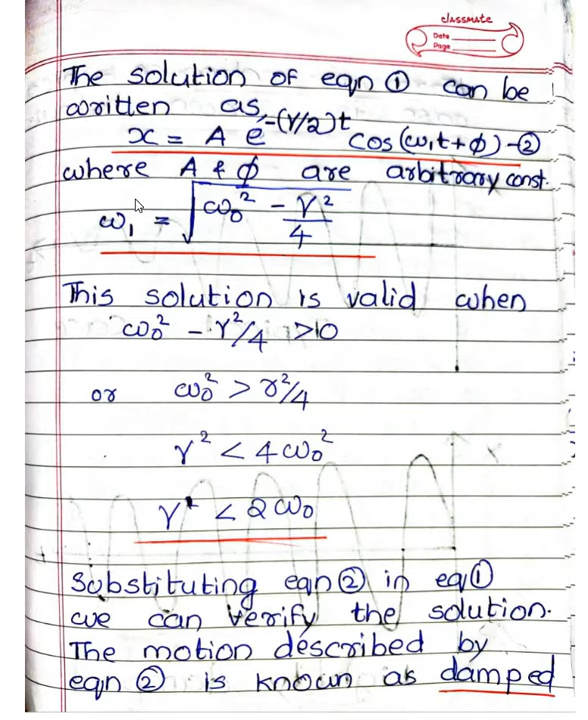 classmate
Date
Page
The solution of eqn ① can be
written as,
x = A e^-(γ/2)t cos (ω₁t + ϕ) -②
where A & ϕ are arbitrary const.
ω₁ = √(ω₀² - γ²/4)
This solution is valid when
ω₀² - γ²/4 > 0
or ω₀² > γ²/4
γ² < 4ω₀²
γ < 2ω₀
Substituting eqn ② in eq ①
we can verify the solution.
The motion described by
eqn ② is known as damped